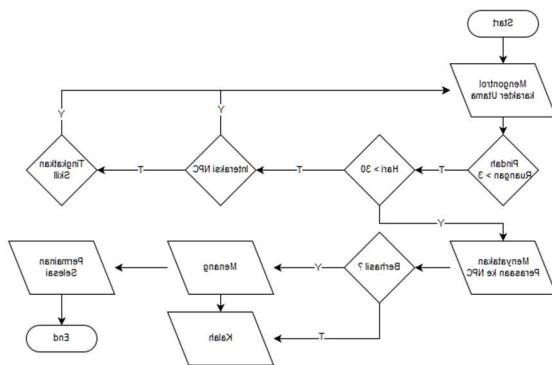 Start
Mengontrol
karakter Utama
Y
Y
Pindah
Ruangan > 3
T
Hari > 30
T
Interaksi NPC
T
Tingkatkan
Skill
Y
Menyatakan
Perasaan ke NPC
Berhasil ?
Y
Menang
Permainan
Selesai
T
Kalah
End